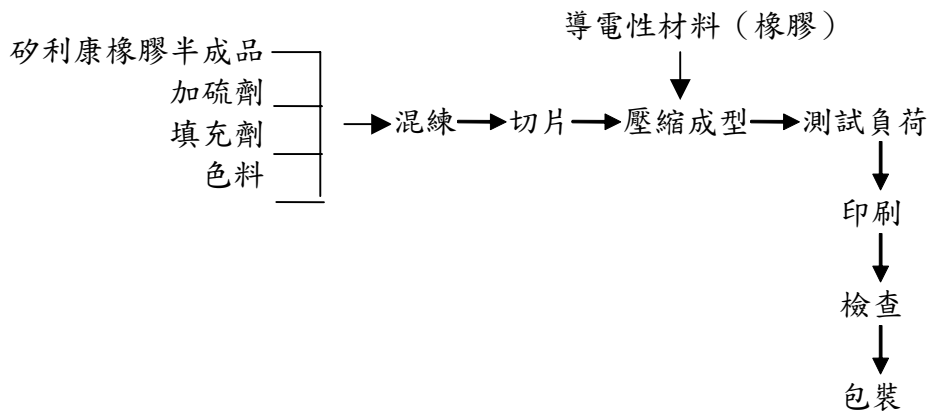 導電性材料（橡膠）
矽利康橡膠半成品
加硫劑
填充劑
色料
混練
切片
壓縮成型
測試負荷
印刷
檢查
包裝